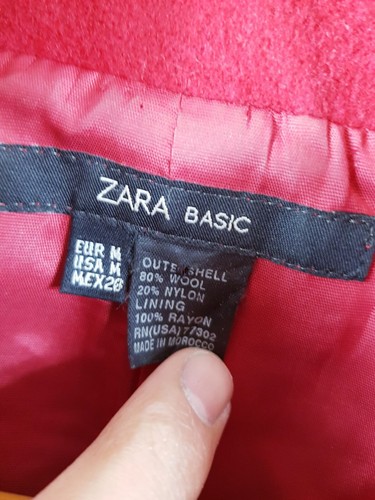 ZARA BASIC
EUR M
USA M
MEX 28
OUTER SHELL
80% WOOL
20% NYLON
LINING
100% RAYON
RN(USA) 77302
MADE IN MOROCCO